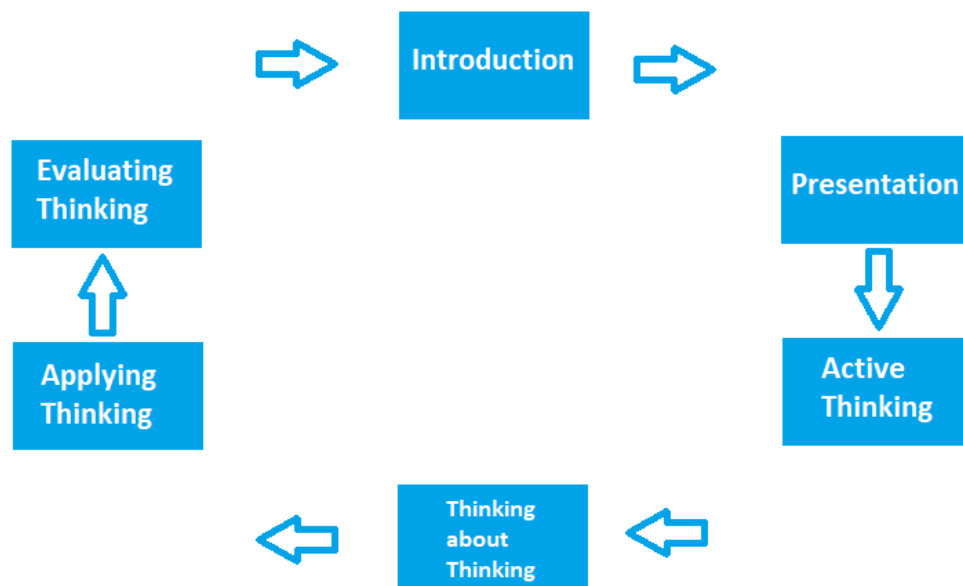 Introduction
Presentation
Active
Thinking
Thinking
about
Thinking
Applying
Thinking
Evaluating
Thinking